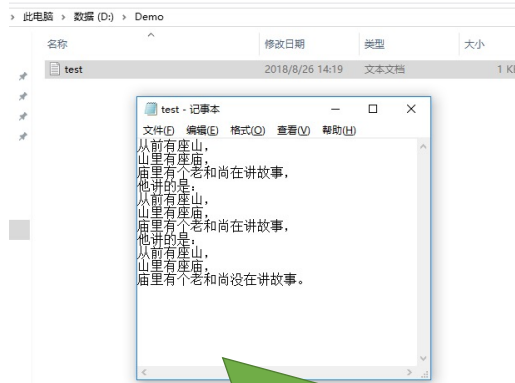 此电脑 > 数据 (D:) > Demo
名称 修改日期 类型 大小
test 2018/8/26 14:19 文本文档 1 K
test - 记事本
文件(F) 编辑(E) 格式(O) 查看(V) 帮助(H)
从前有座山，
山里有座庙，
庙里有个老和尚在讲故事，
他讲的是：
从前有座山，
山里有座庙，
庙里有个老和尚在讲故事，
他讲的是：
从前有座山，
山里有座庙，
庙里有个老和尚没在讲故事。